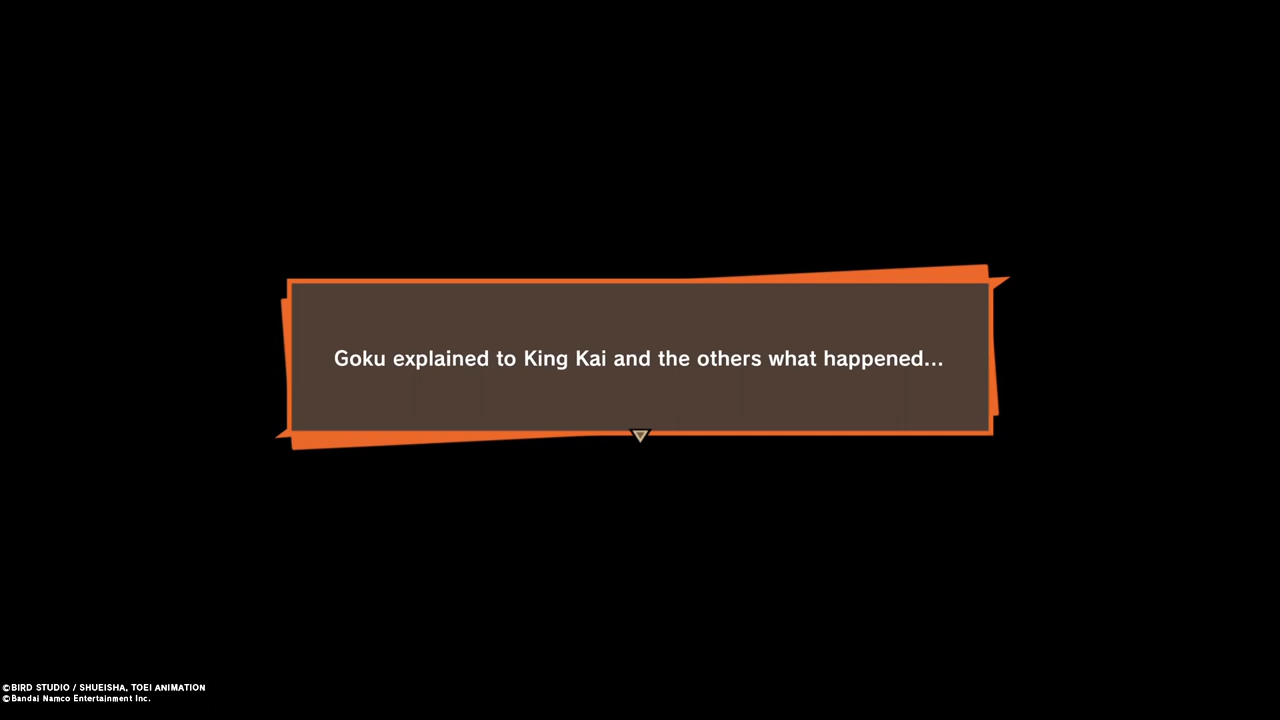 Goku explained to King Kai and the others what happened...
©BIRD STUDIO / SHUEISHA, TOEI ANIMATION
©Bandai Namco Entertainment Inc.